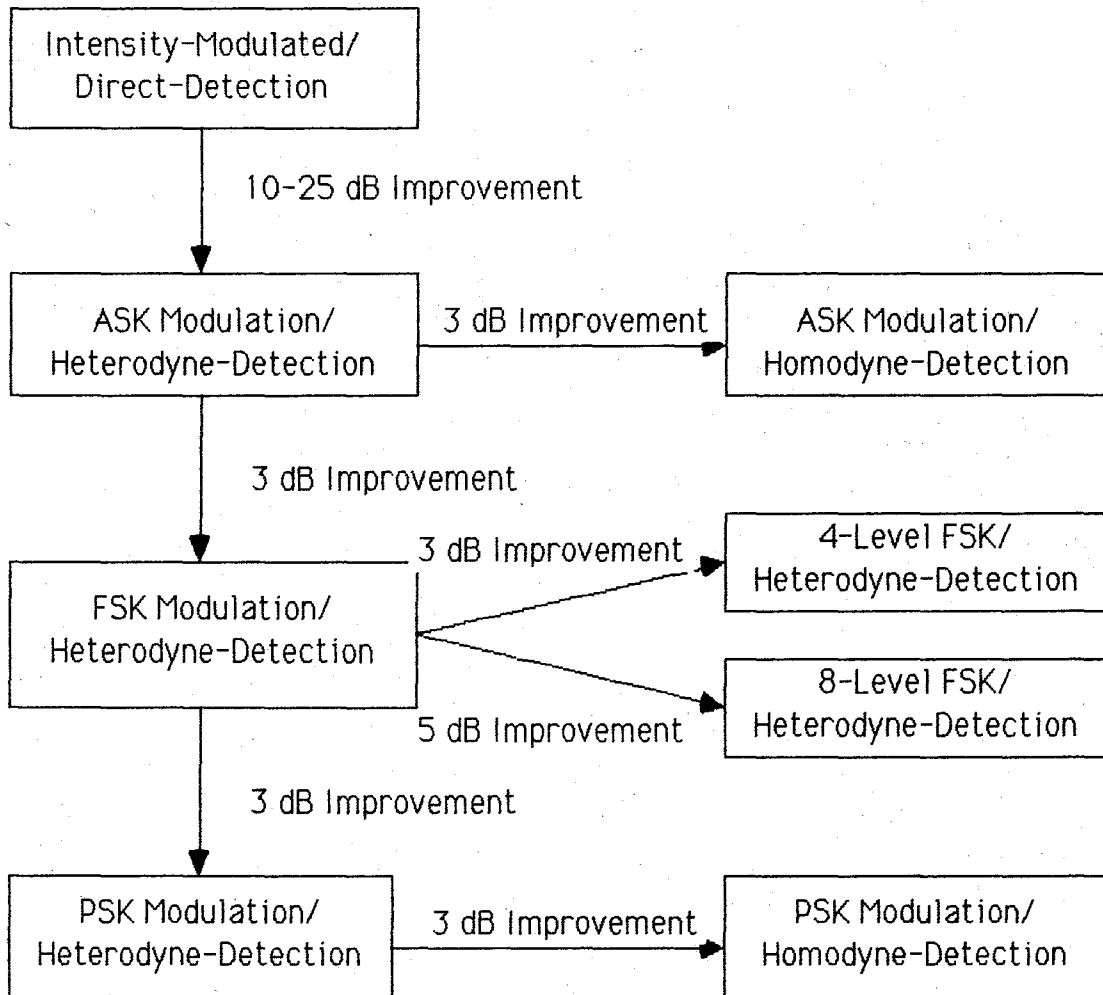 Intensity-Modulated/
Direct-Detection
10-25 dB Improvement
ASK Modulation/
Heterodyne-Detection
3 dB Improvement
ASK Modulation/
Homodyne-Detection
3 dB Improvement
FSK Modulation/
Heterodyne-Detection
3 dB Improvement
4-Level FSK/
Heterodyne-Detection
5 dB Improvement
8-Level FSK/
Heterodyne-Detection
3 dB Improvement
PSK Modulation/
Heterodyne-Detection
3 dB Improvement
PSK Modulation/
Homodyne-Detection